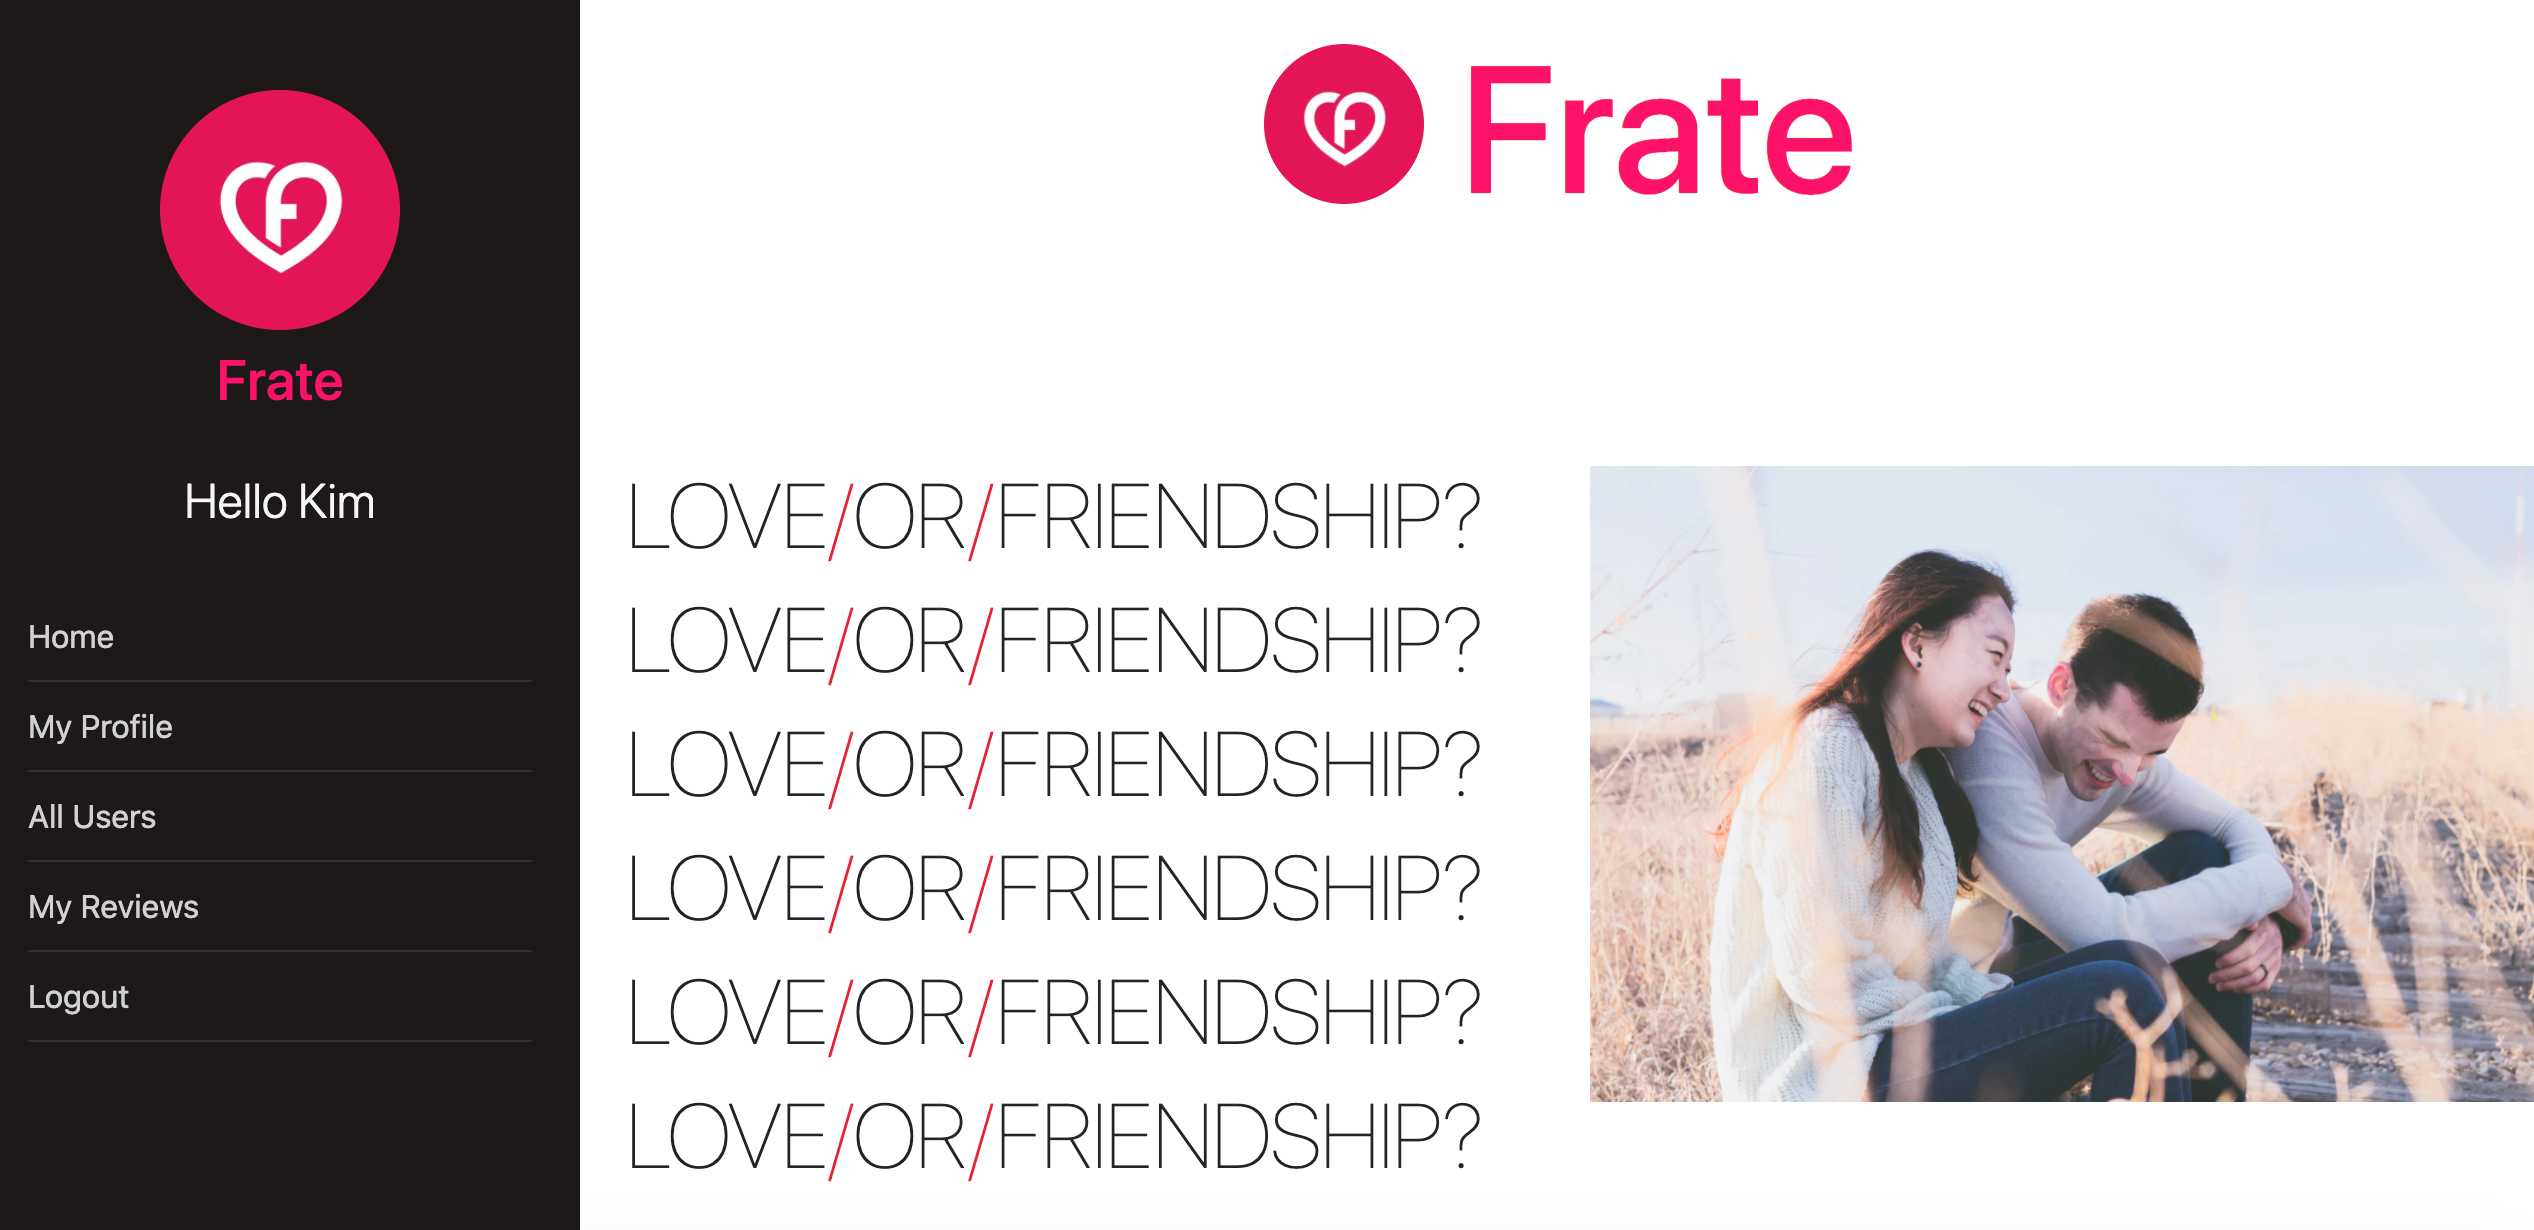 F
Frate
Hello Kim
Home
My Profile
All Users
My Reviews
Logout
F
Frate
LOVE/OR/FRIENDSHIP?
LOVE/OR/FRIENDSHIP?
LOVE/OR/FRIENDSHIP?
LOVE/OR/FRIENDSHIP?
LOVE/OR/FRIENDSHIP?
LOVE/OR/FRIENDSHIP?